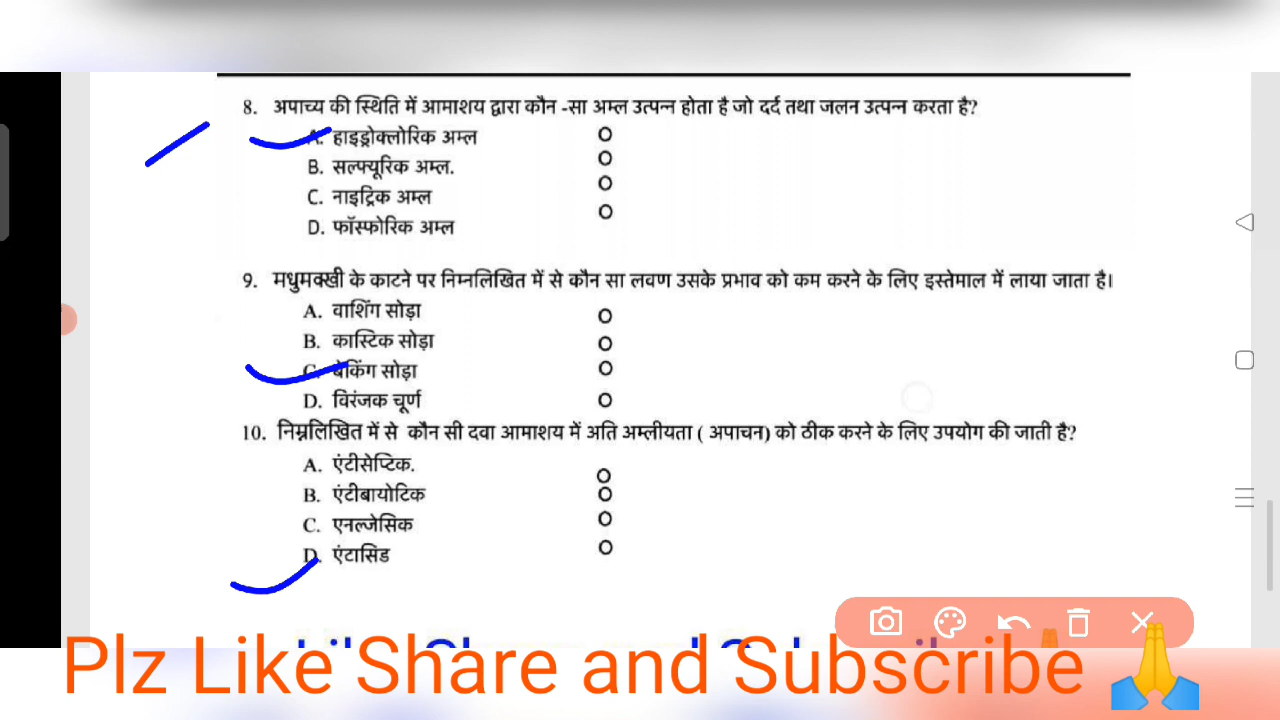 8. अपाच्य की स्थिति में आमाशय द्वारा कौन -सा अम्ल उत्पन्न होता है जो दर्द तथा जलन उत्पन्न करता है?
A. हाइड्रोक्लोरिक अम्ल
B. सल्फ्यूरिक अम्ल.
C. नाइट्रिक अम्ल
D. फॉस्फोरिक अम्ल
9. मधुमक्खी के काटने पर निम्नलिखित में से कौन सा लवण उसके प्रभाव को कम करने के लिए इस्तेमाल में लाया जाता है।
A. वाशिंग सोड़ा
B. कास्टिक सोड़ा
C. बेकिंग सोड़ा
D. विरंजक चूर्ण
10. निम्नलिखित में से कौन सी दवा आमाशय में अति अम्लीयता ( अपाचन) को ठीक करने के लिए उपयोग की जाती है?
A. एंटीसेप्टिक.
B. एंटीबायोटिक
C. एनल्जेसिक
D. एंटासिड
Plz Like Share and Subscribe 🙏